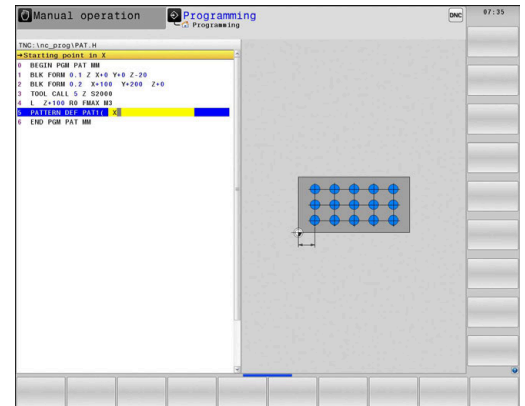 Manual operation
Programming
Programming
DNC
07:35
TNC:\nc_prog\PAT.H
→Starting point in X
0 BEGIN PGM PAT MM
1 BLK FORM 0.1 Z X+0 Y+0 Z-20
2 BLK FORM 0.2 X+100 Y+200 Z+0
3 TOOL CALL 5 Z S2000
4 L Z+100 R0 FMAX M3
5 PATTERN DEF PAT1( X
6 END PGM PAT MM